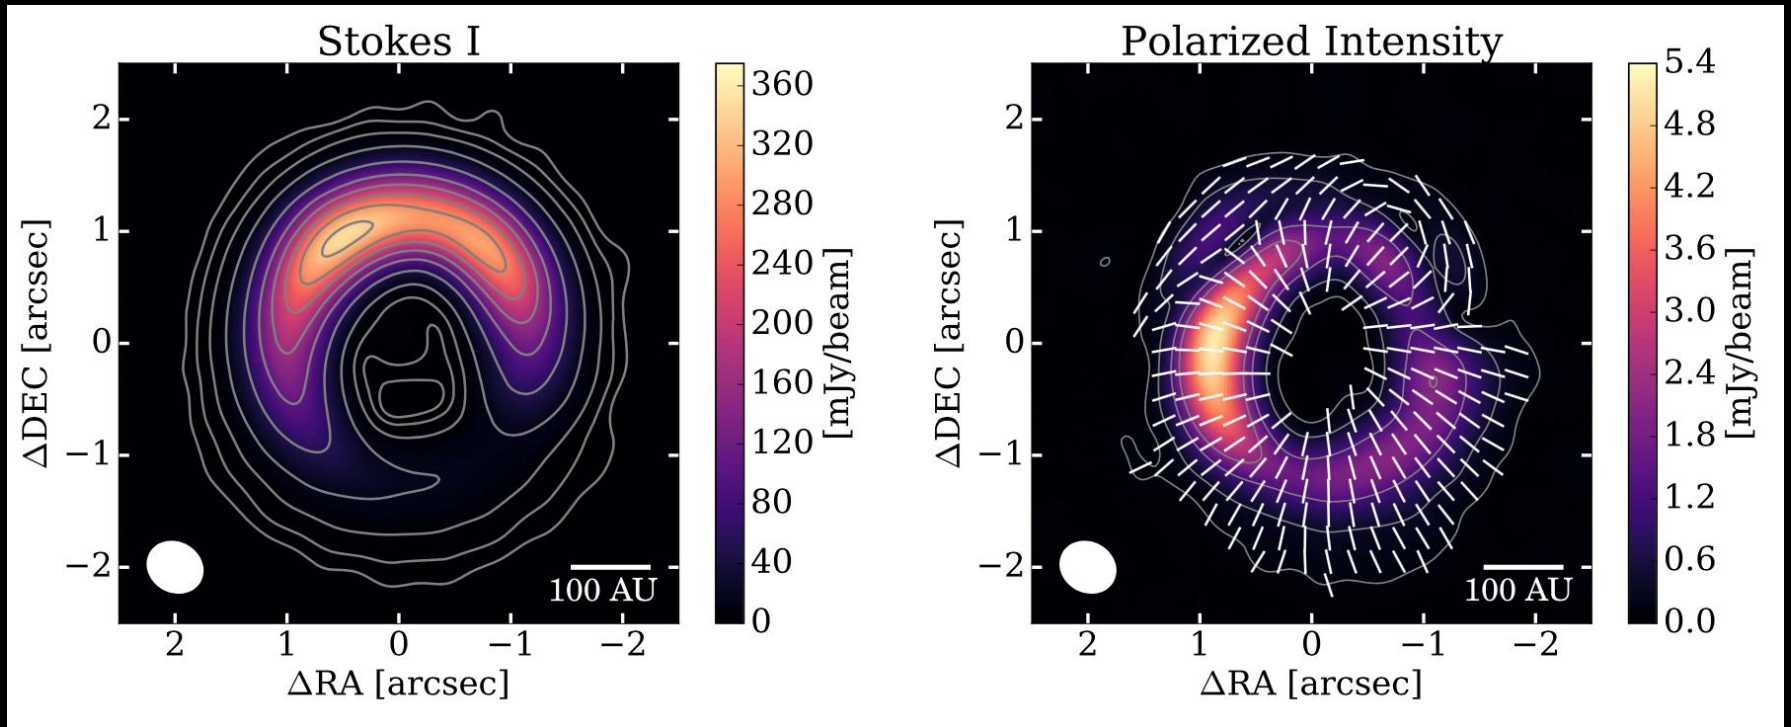 Stokes I
2
1
0
−1
−2
ΔDEC [arcsec]
100 AU
2 1 0 −1 −2
ΔRA [arcsec]
360
320
280
240
200
160
120
80
40
0
[mJy/beam]
Polarized Intensity
2
1
0
−1
−2
ΔDEC [arcsec]
100 AU
2 1 0 −1 −2
ΔRA [arcsec]
5.4
4.8
4.2
3.6
3.0
2.4
1.8
1.2
0.6
0.0
[mJy/beam]